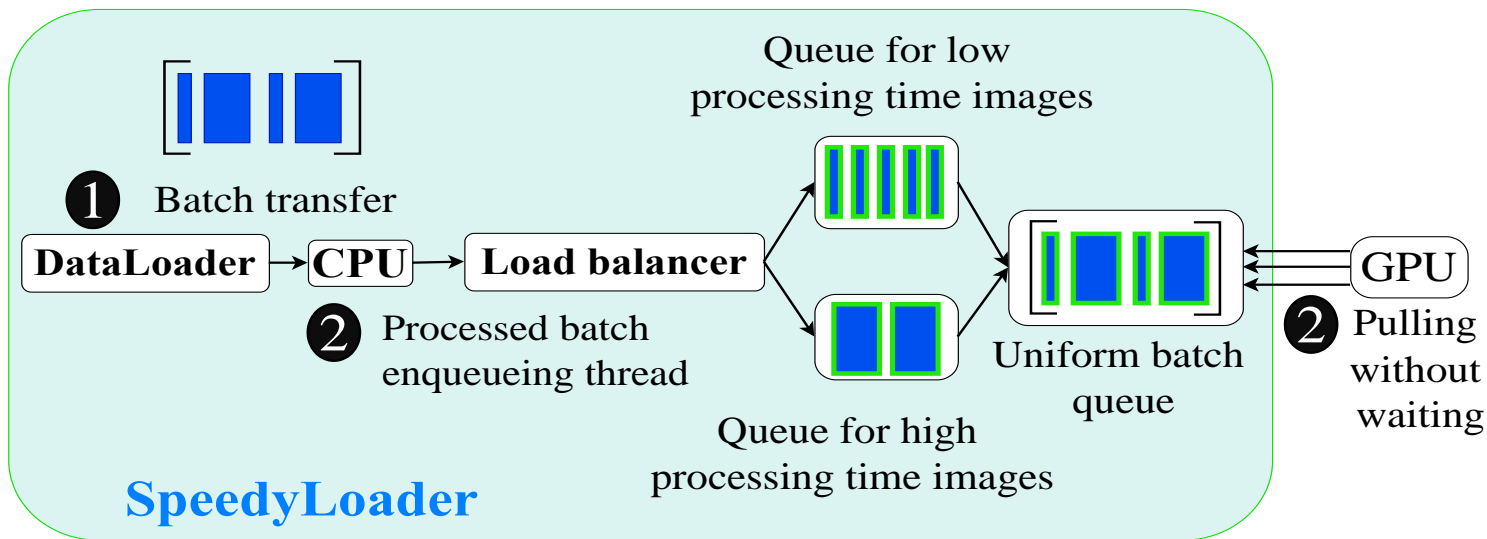 Queue for low
processing time images
1
Batch transfer
DataLoader
CPU
Load balancer
GPU
2
Processed batch
enqueueing thread
Uniform batch
queue
2
Pulling
without
waiting
Queue for high
processing time images
SpeedyLoader